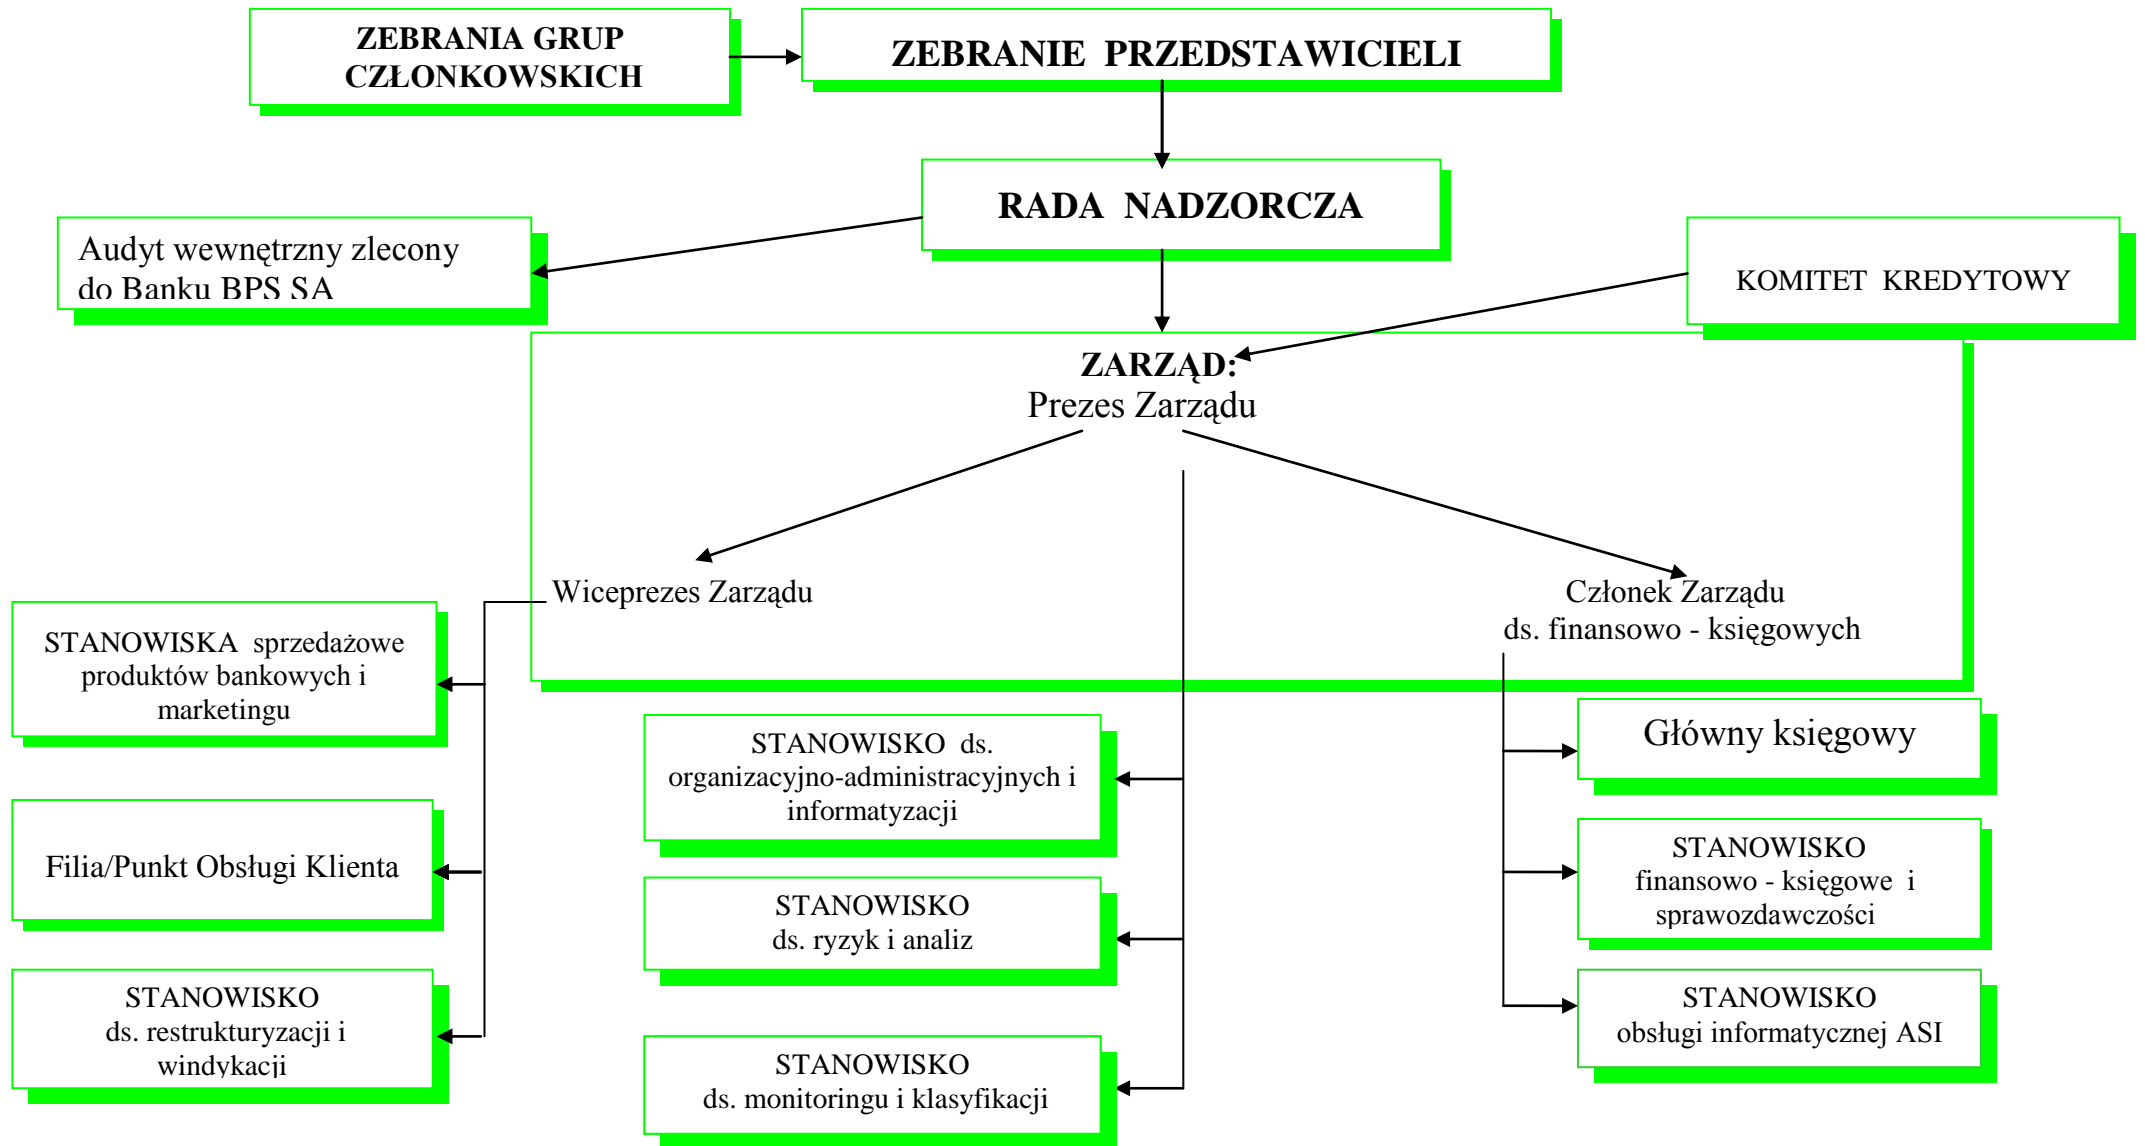 ZEBRANIA GRUP
CZŁONKOWSKICH
ZEBRANIE PRZEDSTAWICIELI
RADA NADZORCZA
Audyt wewnętrzny zlecony
do Banku BPS SA
KOMITET KREDYTOWY
ZARZĄD:
Prezes Zarządu
Wiceprezes Zarządu
Członek Zarządu
ds. finansowo - księgowych
STANOWISKA sprzedażowe
produktów bankowych i
marketingu
Filia/Punkt Obsługi Klienta
STANOWISKO
ds. restrukturyzacji i
windykacji
STANOWISKO ds.
organizacyjno-administracyjnych i
informatyzacji
STANOWISKO
ds. ryzyk i analiz
STANOWISKO
ds. monitoringu i klasyfikacji
Główny księgowy
STANOWISKO
finansowo - księgowe i
sprawozdawczości
STANOWISKO
obsługi informatycznej ASI